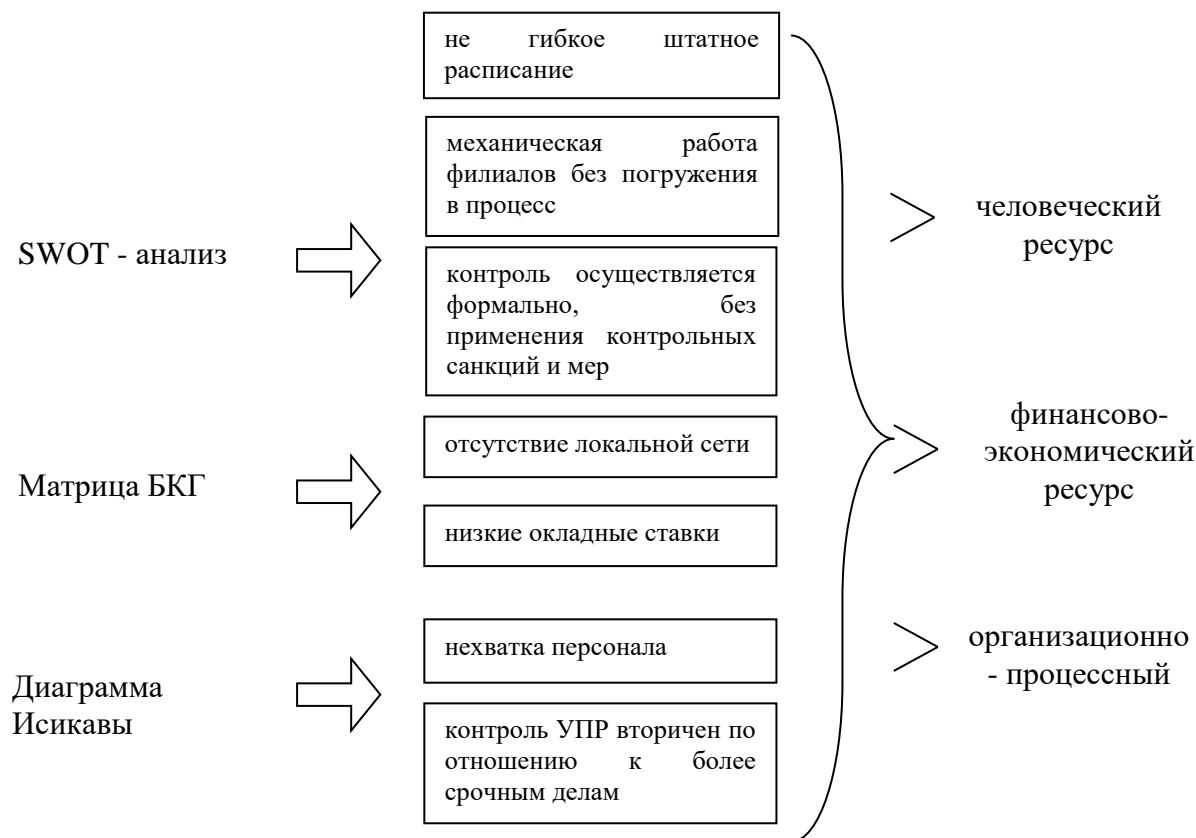 не гибкое штатное
расписание
механическая работа
филиалов без погружения
в процесс
SWOT - анализ
контроль осуществляется
формально, без
применения контрольных
санкций и мер
человеческий
ресурс
Матрица БКГ
отсутствие локальной сети
низкие окладные ставки
финансово-
экономический
ресурс
Диаграмма
Исикавы
нехватка персонала
контроль УПР вторичен по
отношению к более
срочным делам
организационно
- процессный